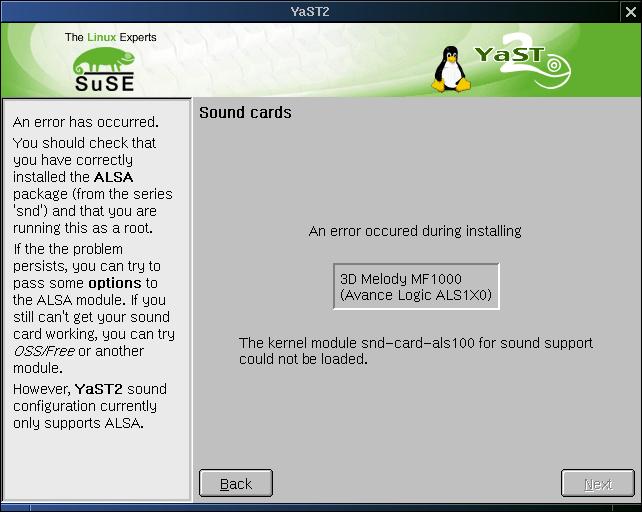 YaST2
The Linux Experts
SuSE
YaST
2
An error has occurred.
You should check that
you have correctly
installed the ALSA
package (from the series
'snd') and that you are
running this as a root.
If the the problem
persists, you can try to
pass some options to
the ALSA module. If you
still can't get your sound
card working, you can try
OSS/Free or another
module.
However, YaST2 sound
configuration currently
only supports ALSA.
Sound cards
An error occured during installing
3D Melody MF1000
(Avance Logic ALS1X0)
The kernel module snd-card-als100 for sound support
could not be loaded.
Back
Next